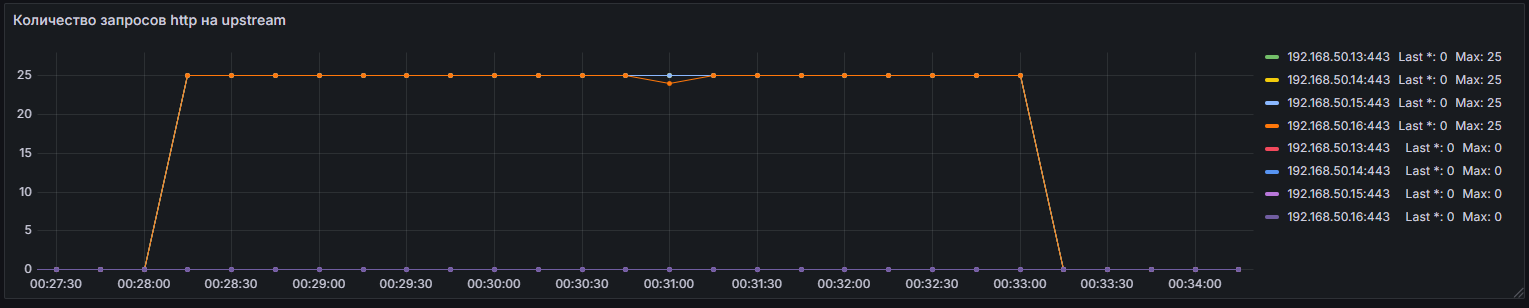 Количество запросов http на upstream
25
20
15
10
5
0
00:27:30 00:28:00 00:28:30 00:29:00 00:29:30 00:30:00 00:30:30 00:31:00 00:31:30 00:32:00 00:32:30 00:33:00 00:33:30 00:34:00
192.168.50.13:443 Last *: 0 Max: 25
192.168.50.14:443 Last *: 0 Max: 25
192.168.50.15:443 Last *: 0 Max: 25
192.168.50.16:443 Last *: 0 Max: 25
192.168.50.13:443 Last *: 0 Max: 0
192.168.50.14:443 Last *: 0 Max: 0
192.168.50.15:443 Last *: 0 Max: 0
192.168.50.16:443 Last *: 0 Max: 0